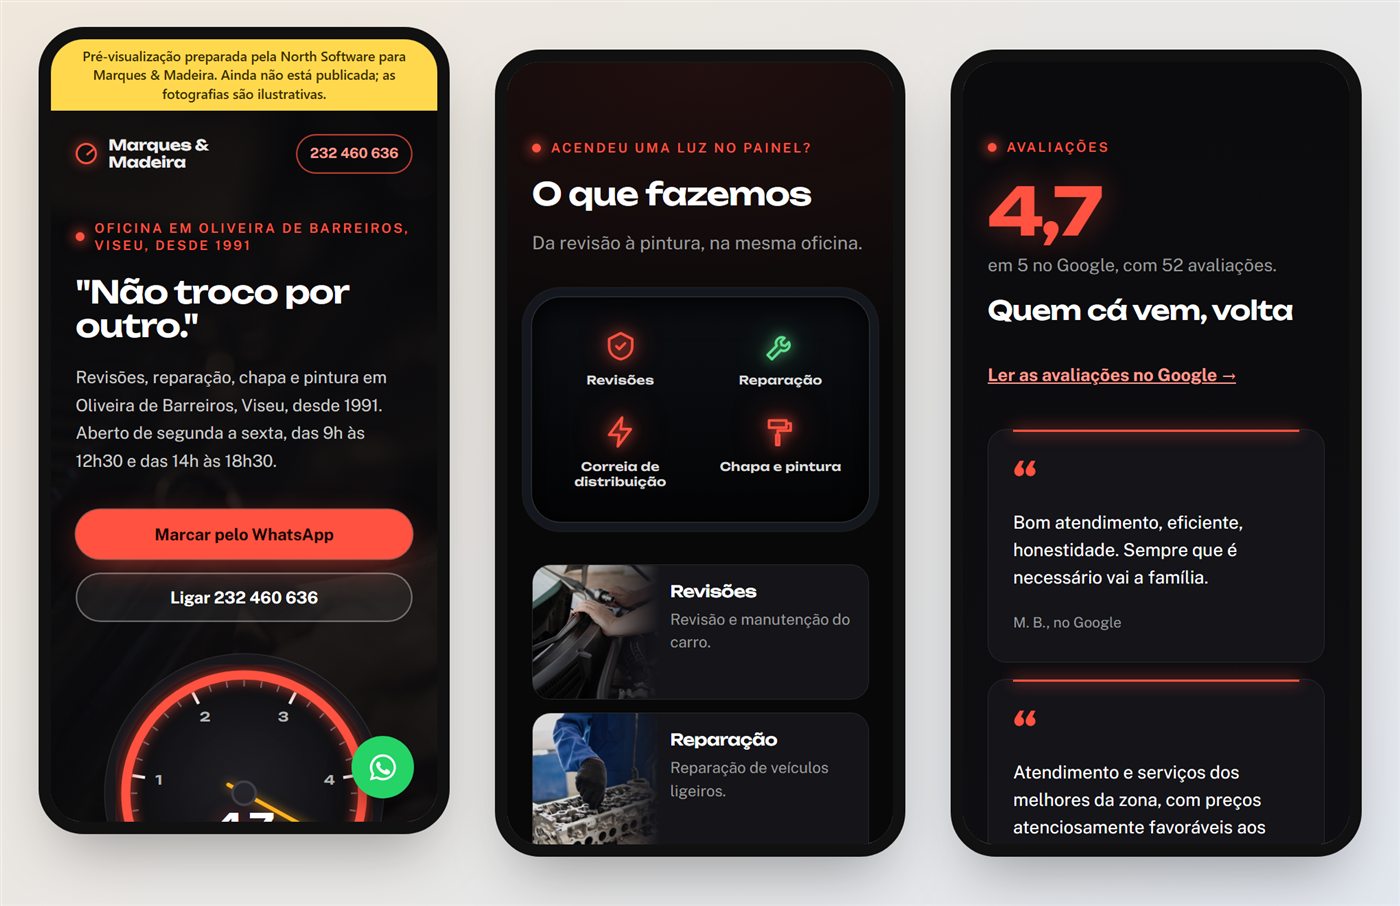 Pré-visualização preparada pela North Software para
Marques & Madeira. Ainda não está publicada; as
fotografias são ilustrativas.
Marques &
Madeira
232 460 636
OFICINA EM OLIVEIRA DE BARREIROS,
VISEU, DESDE 1991
"Não troco por
outro."
Revisões, reparação, chapa e pintura em
Oliveira de Barreiros, Viseu, desde 1991.
Aberto de segunda a sexta, das 9h às
12h30 e das 14h às 18h30.
Marcar pelo WhatsApp
Ligar 232 460 636
2 3
1 4
4,7
ACENDEU UMA LUZ NO PAINEL?
O que fazemos
Da revisão à pintura, na mesma oficina.
Revisões
Reparação
Correia de
distribuição
Chapa e pintura
Revisões
Revisão e manutenção do
carro.
Reparação
Reparação de veículos
ligeiros.
AVALIAÇÕES
4,7
em 5 no Google, com 52 avaliações.
Quem cá vem, volta
Ler as avaliações no Google →
“
Bom atendimento, eficiente,
honestidade. Sempre que é
necessário vai a família.
M. B., no Google
“
Atendimento e serviços dos
melhores da zona, com preços
atenciosamente favoráveis aos